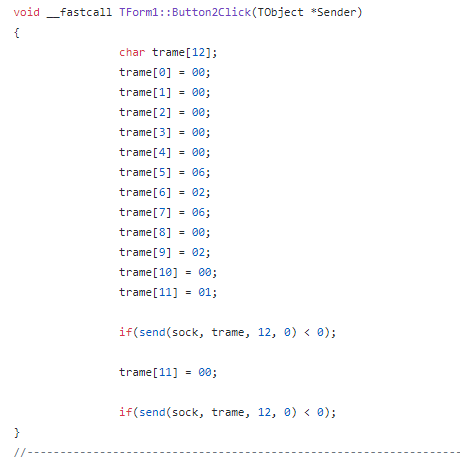 void __fastcall TForm1::Button2Click(TObject *Sender)
{
char trame[12];
trame[0] = 00;
trame[1] = 00;
trame[2] = 00;
trame[3] = 00;
trame[4] = 00;
trame[5] = 06;
trame[6] = 02;
trame[7] = 06;
trame[8] = 00;
trame[9] = 02;
trame[10] = 00;
trame[11] = 01;
if(send(sock, trame, 12, 0) < 0);
trame[11] = 00;
if(send(sock, trame, 12, 0) < 0);
}
//------------------------------------------------------------------